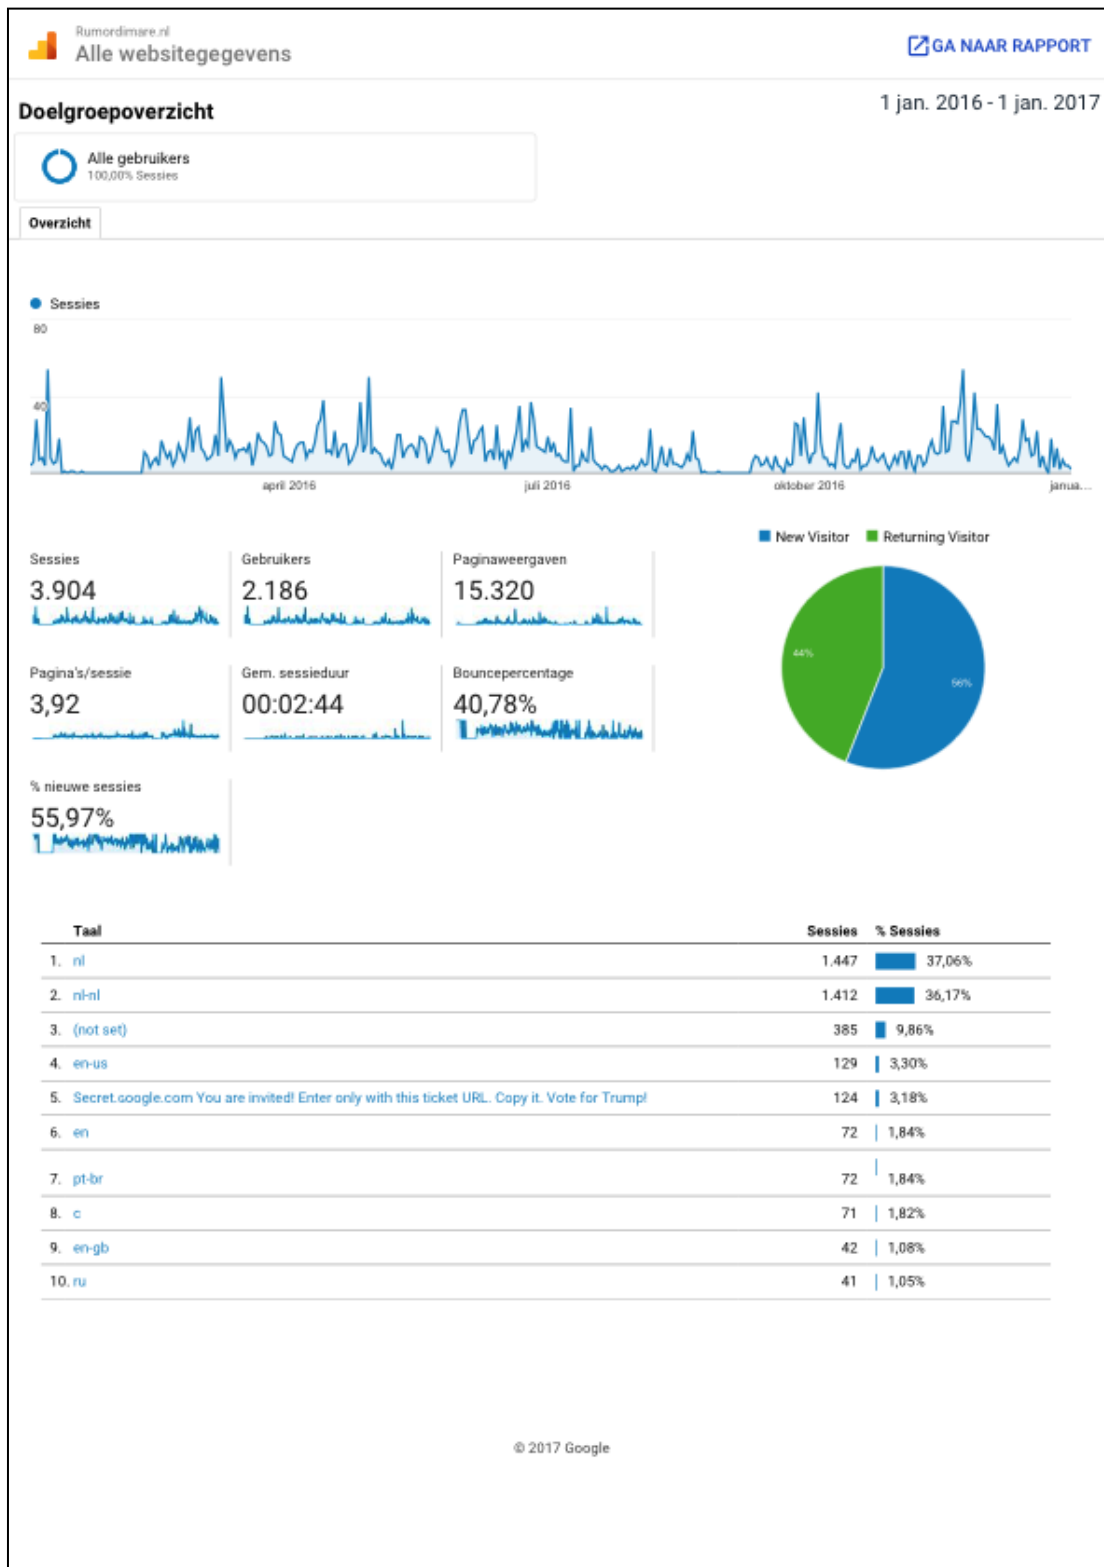 Rumordimare.nl
Alle websitegegevens
GA NAAR RAPPORT
Doelgroepoverzicht
1 jan. 2016 - 1 jan. 2017
Alle gebruikers
100,00% Sessies
Overzicht
Sessies
80
40
april 2016 juli 2016 oktober 2016 janua...
New Visitor Returning Visitor
Sessies Gebruikers Paginaweergaven
3.904 2.186 15.320
Pagina's/sessie Gem. sessieduur Bouncepercentage
3,92 00:02:44 40,78%
44%
56%
% nieuwe sessies
55,97%
Taal Sessies % Sessies
1. nl 1.447 37,06%
2. nl-nl 1.412 36,17%
3. (not set) 385 9,86%
4. en-us 129 3,30%
5. Secret.ɢoogle.com You are invited! Enter only with this ticket URL. Copy it. Vote for Trump! 124 3,18%
6. en 72 1,84%
7. pt-br 72 1,84%
8. c 71 1,82%
9. en-gb 42 1,08%
10. ru 41 1,05%
© 2017 Google